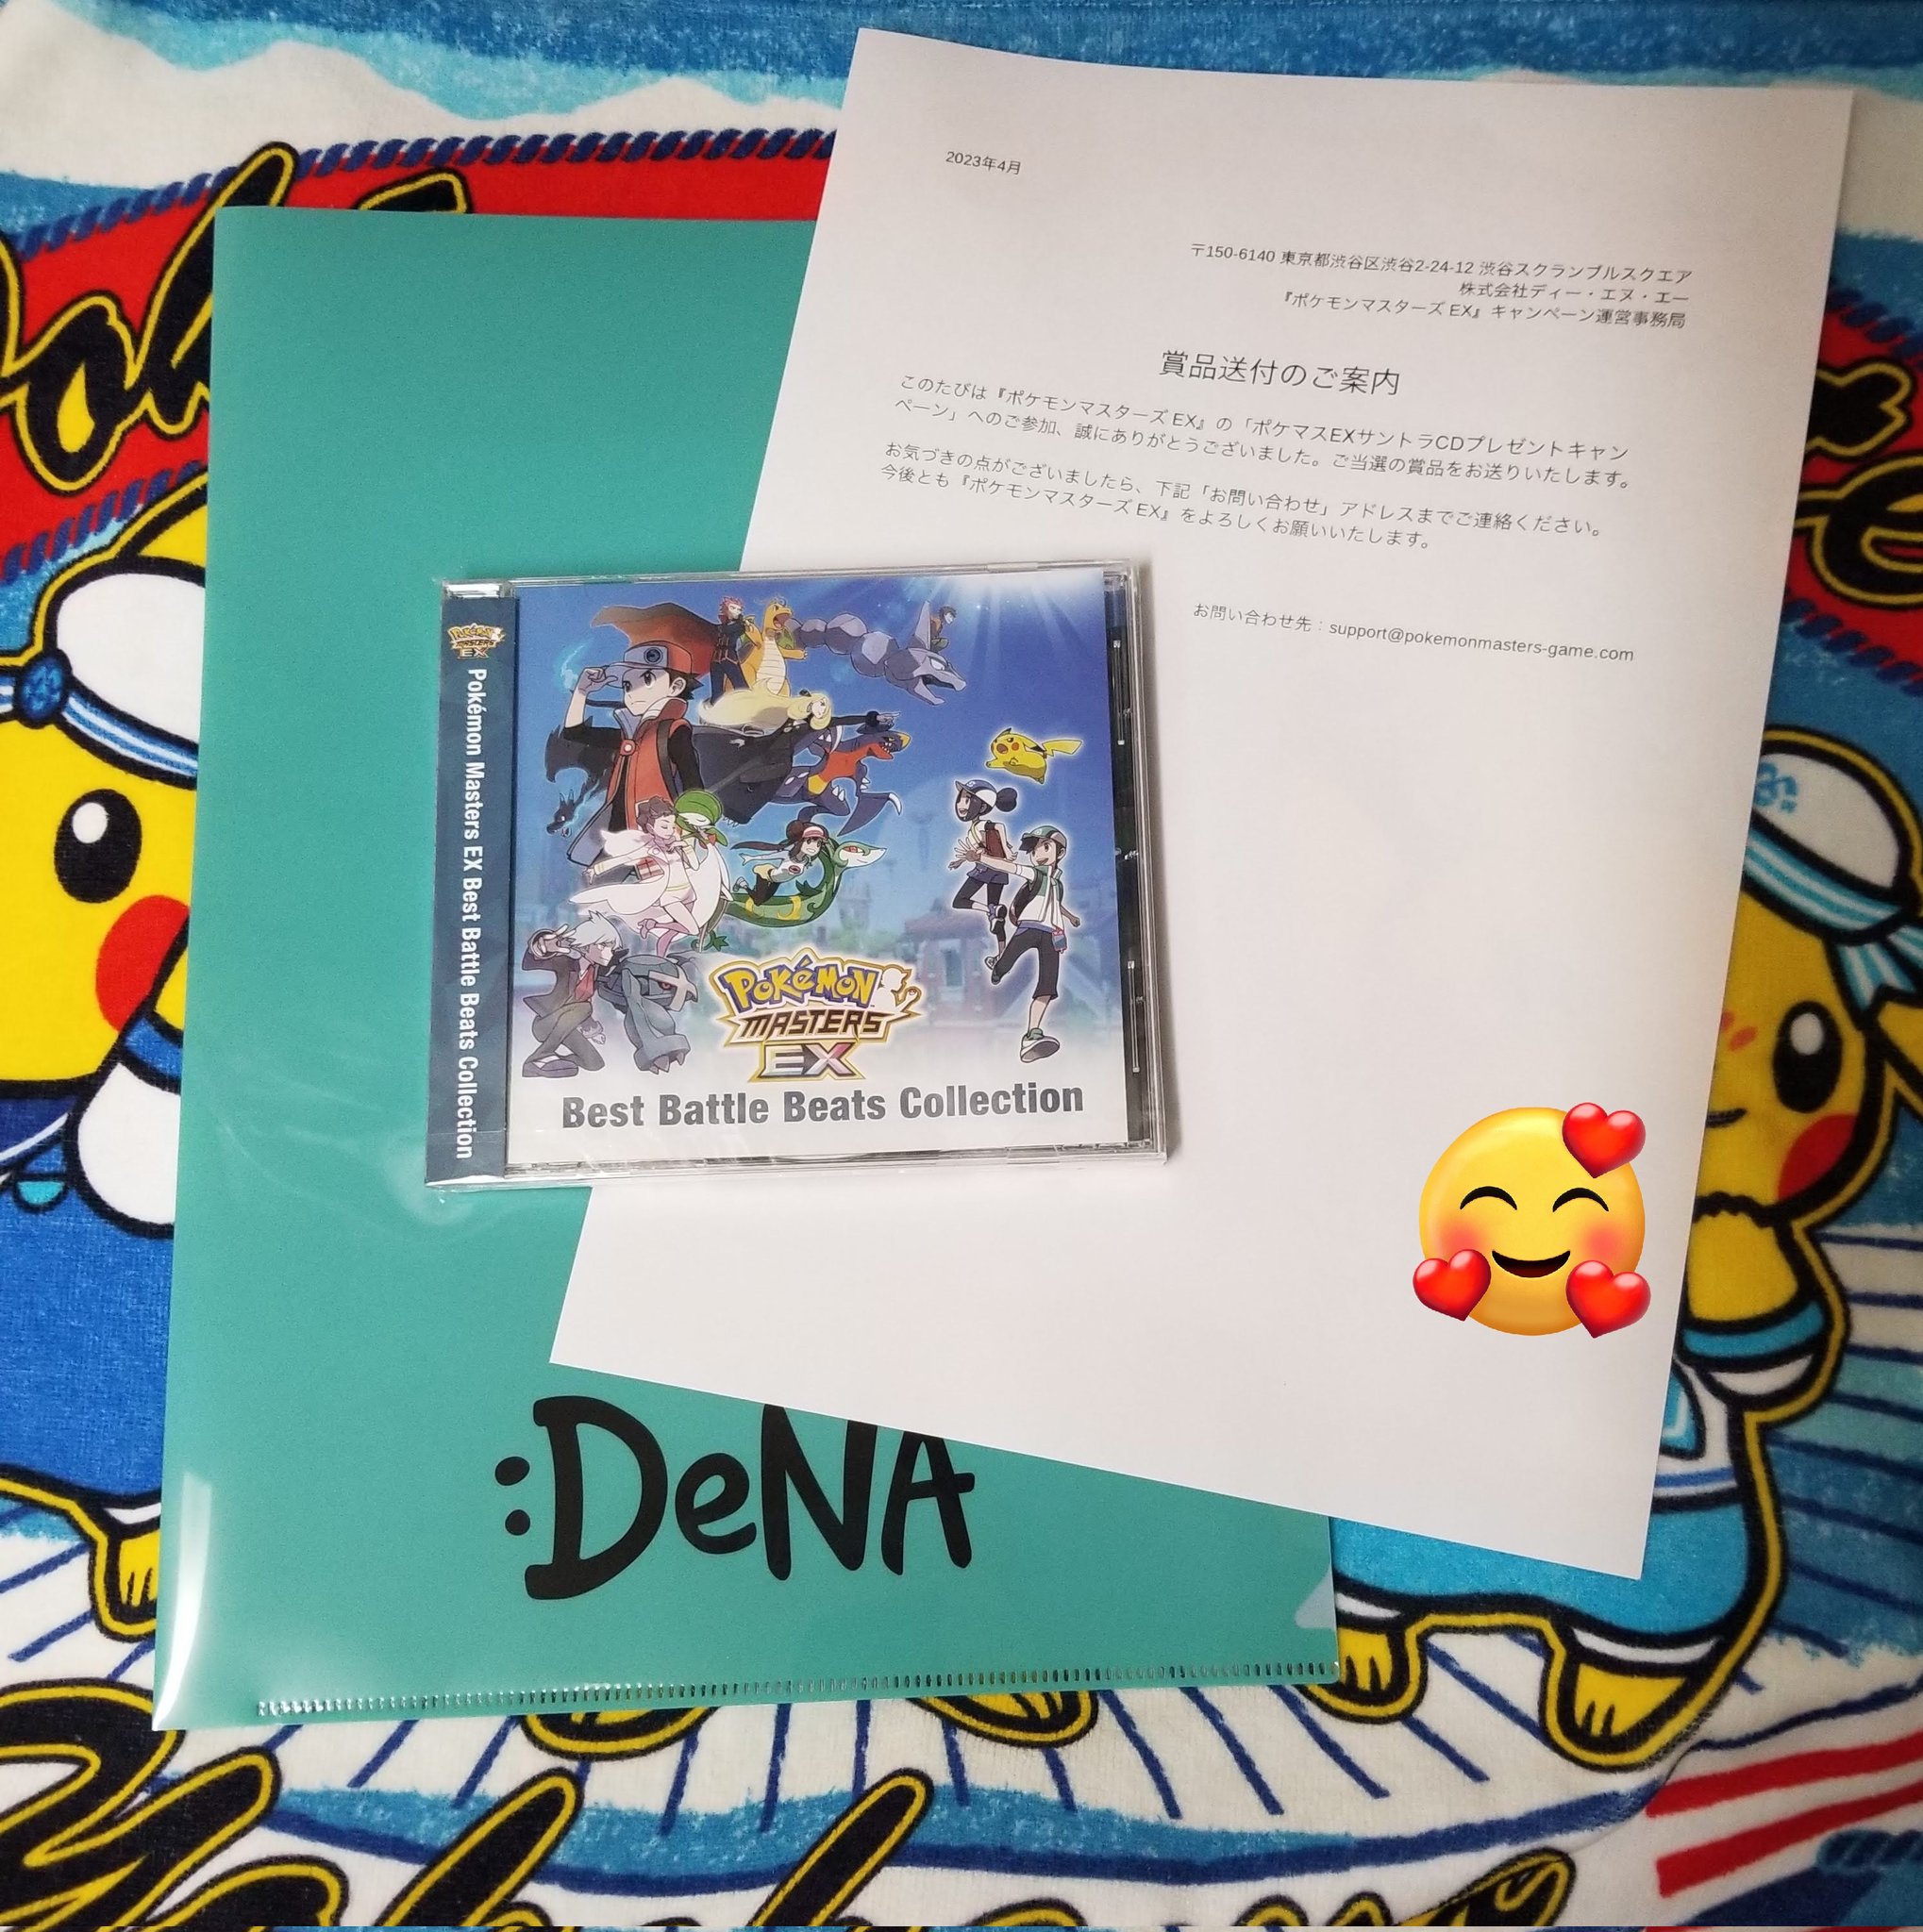 2023年4月
〒150-6140 東京都渋谷区渋谷2-24-12 渋谷スクランブルスクエア
株式会社ディー・エヌ・エー
『ポケモンマスターズ EX』キャンペーン運営事務局
賞品送付のご案内
このたびは『ポケモンマスターズ EX』の「ポケマスEXサントラCDプレゼントキャン
ペーン」へのご参加、誠にありがとうございました。ご当選の賞品をお送りいたします。
お気づきの点がございましたら、下記「お問い合わせ」アドレスまでご連絡ください。
今後とも『ポケモンマスターズ EX』をよろしくお願いいたします。
お問い合わせ先：support@pokemonmasters-game.com
POKéMON
MASTERS
EX
Pokémon Masters EX Best Battle Beats Collection
POKéMON
MASTERS
EX
Best Battle Beats Collection
:DeNA